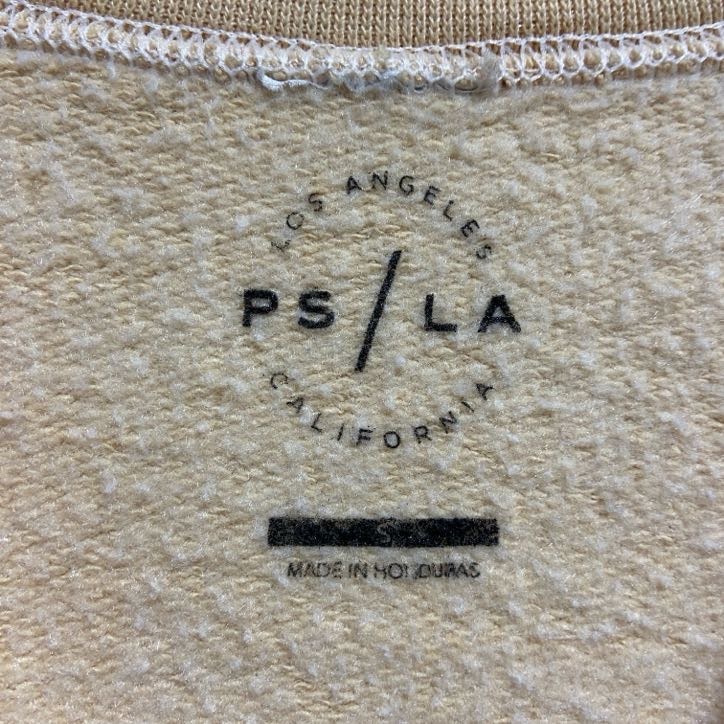 LOS ANGELES
PS/LA
CALIFORNIA
S
MADE IN HONDURAS